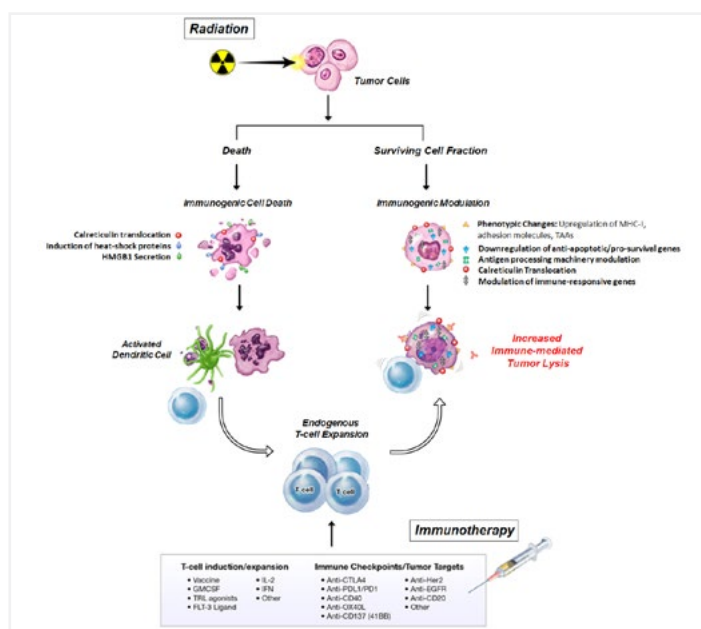 Radiation
Tumor Cells
Death
Surviving Cell Fraction
Immunogenic Cell Death
Immunogenic Modulation
Calreticulin translocation
Induction of heat-shock proteins
HMGB1 Secretion
Phenotypic Changes: Upregulation of MHC-I,
adhesion molecules, TAAs
Downregulation of anti-apoptotic/pro-survival genes
Antigen processing machinery modulation
Calreticulin Translocation
Modulation of immune-responsive genes
Activated
Dendritic Cell
Increased
Immune-mediated
Tumor Lysis
Endogenous
T-cell Expansion
T cell
T cell
Immunotherapy
T-cell induction/expansion
• Vaccine
• GMCSF
• TRL agonists
• FLT-3 Ligand
• IL-2
• IFN
• Other
Immune Checkpoints/Tumor Targets
• Anti-CTLA4
• Anti-PDL1/PD1
• Anti-CD40
• Anti-OX40L
• Anti-CD137 (41BB)
• Anti-Her2
• Anti-EGFR
• Anti-CD20
• Other